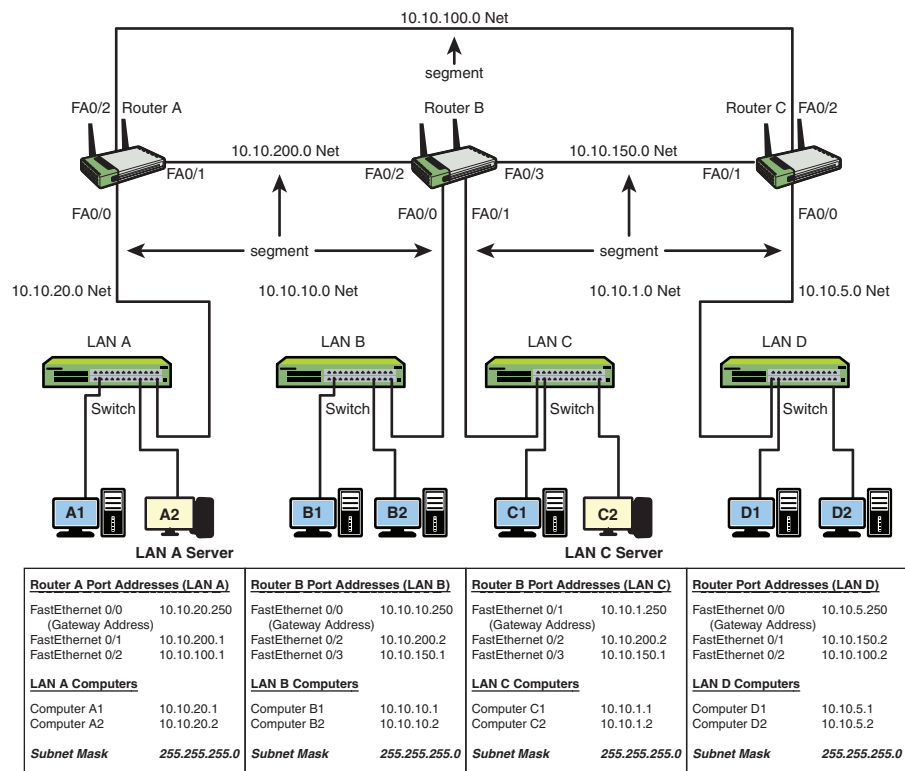 10.10.100.0 Net
segment
FA0/2 Router A
Router B
Router C FA0/2
10.10.200.0 Net
10.10.150.0 Net
FA0/1
FA0/2
FA0/3
FA0/1
FA0/0
FA0/0
FA0/1
FA0/0
segment
segment
10.10.20.0 Net
10.10.10.0 Net
10.10.1.0 Net
10.10.5.0 Net
LAN A
LAN B
LAN C
LAN D
Switch
Switch
Switch
Switch
A1
A2
B1
B2
C1
C2
D1
D2
LAN A Server
LAN C Server
Router A Port Addresses (LAN A)
FastEthernet 0/0 10.10.20.250
(Gateway Address)
FastEthernet 0/1 10.10.200.1
FastEthernet 0/2 10.10.100.1
LAN A Computers
Computer A1 10.10.20.1
Computer A2 10.10.20.2
Subnet Mask 255.255.255.0
Router B Port Addresses (LAN B)
FastEthernet 0/0 10.10.10.250
(Gateway Address)
FastEthernet 0/2 10.10.200.2
FastEthernet 0/3 10.10.150.1
LAN B Computers
Computer B1 10.10.10.1
Computer B2 10.10.10.2
Subnet Mask 255.255.255.0
Router B Port Addresses (LAN C)
FastEthernet 0/1 10.10.1.250
(Gateway Address)
FastEthernet 0/2 10.10.200.2
FastEthernet 0/3 10.10.150.1
LAN C Computers
Computer C1 10.10.1.1
Computer C2 10.10.1.2
Subnet Mask 255.255.255.0
Router Port Addresses (LAN D)
FastEthernet 0/0 10.10.5.250
(Gateway Address)
FastEthernet 0/1 10.10.150.2
FastEthernet 0/2 10.10.100.2
LAN D Computers
Computer D1 10.10.5.1
Computer D2 10.10.5.2
Subnet Mask 255.255.255.0